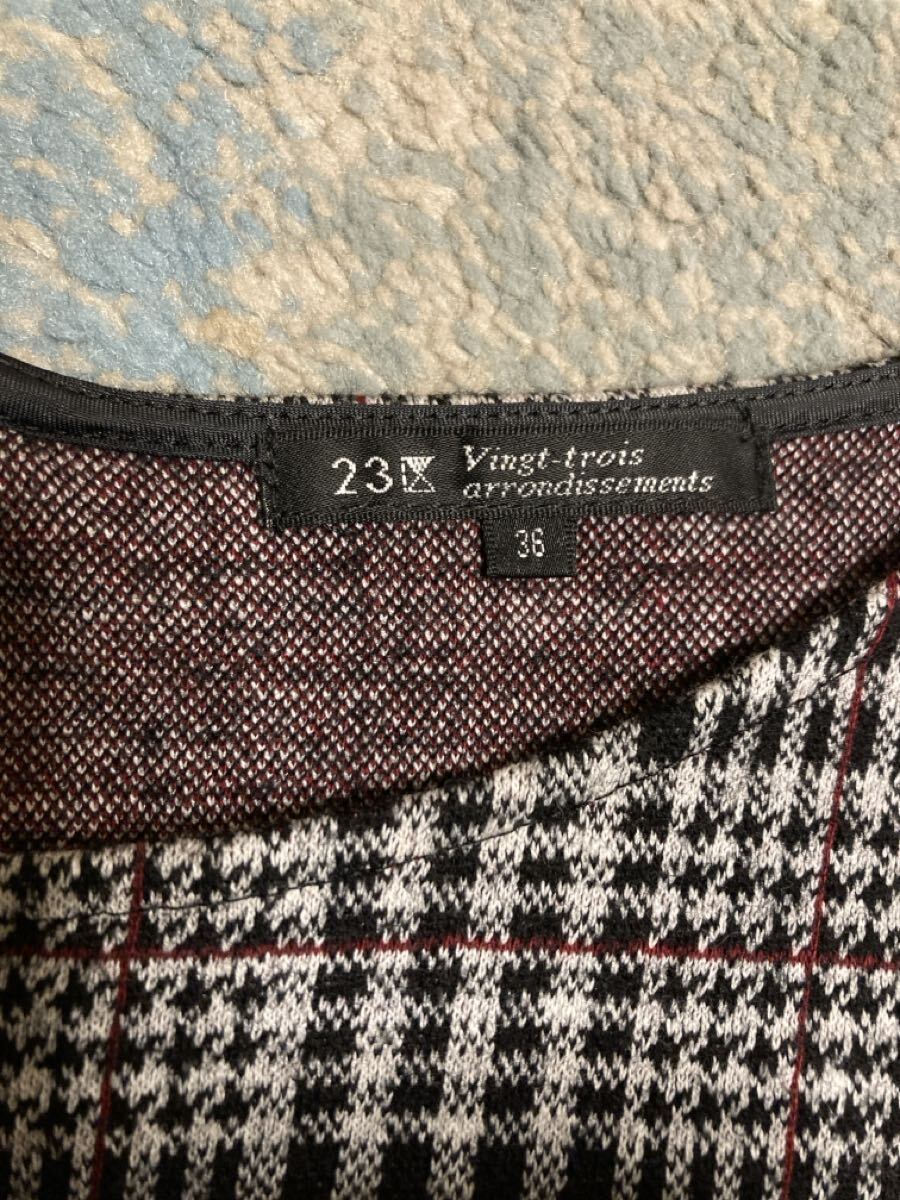 23区 Vingt-trois
arrondissements
36